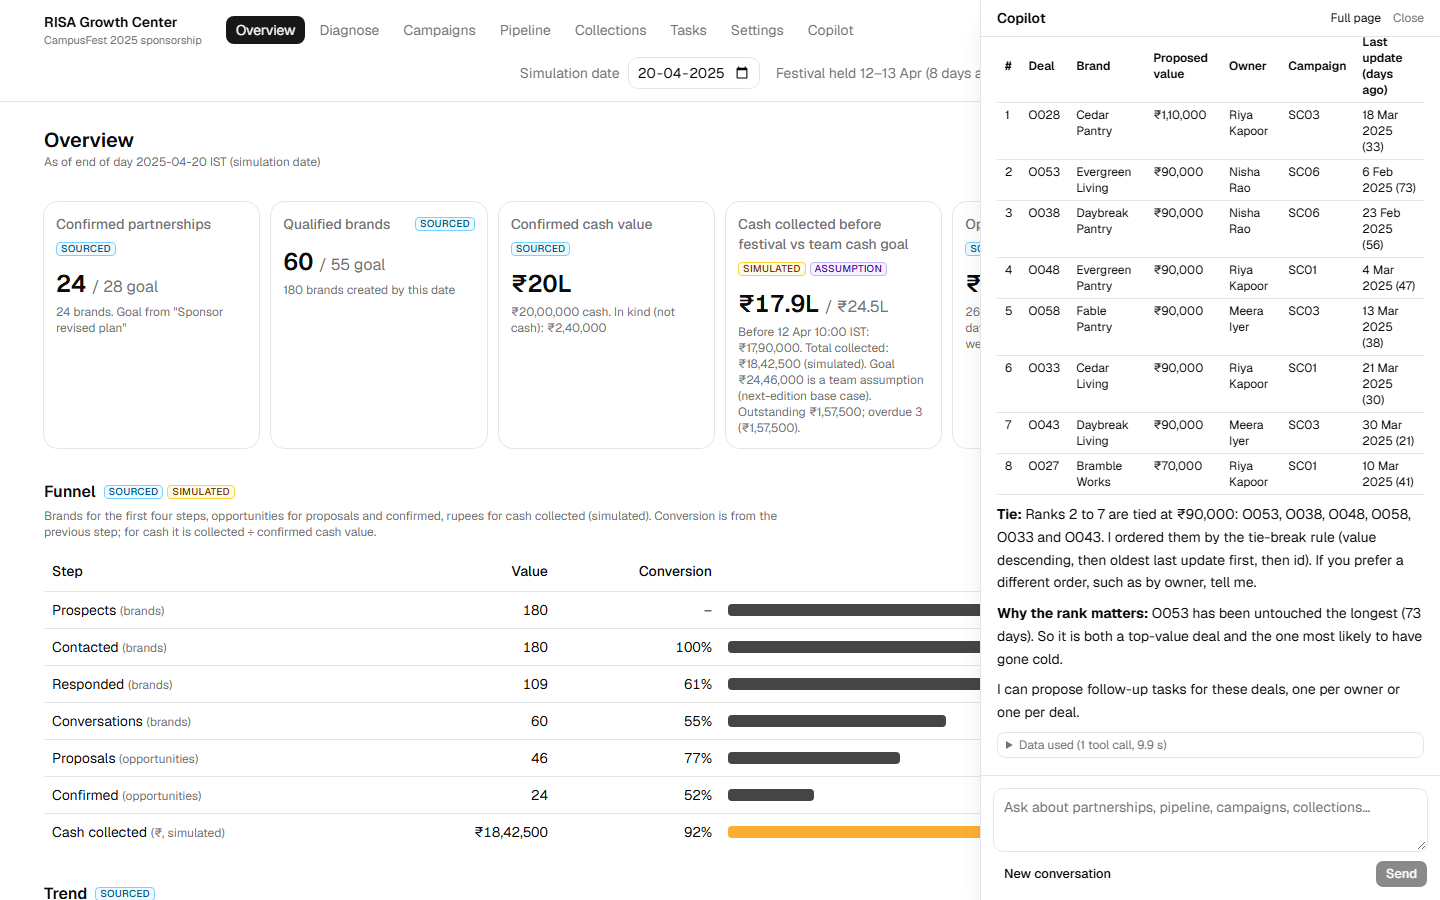 RISA Growth Center
CampusFest 2025 sponsorship
Overview
Diagnose
Campaigns
Pipeline
Collections
Tasks
Settings
Copilot
Simulation date
20-04-2025
Festival held 12–13 Apr (8 days a
Overview
As of end of day 2025-04-20 IST (simulation date)
Confirmed partnerships
SOURCED
24 / 28 goal
24 brands. Goal from "Sponsor
revised plan"
Qualified brands SOURCED
60 / 55 goal
180 brands created by this date
Confirmed cash value
SOURCED
₹20L
₹20,00,000 cash. In kind (not
cash): ₹2,40,000
Cash collected before
festival vs team cash goal
SIMULATED ASSUMPTION
₹17.9L / ₹24.5L
Before 12 Apr 10:00 IST:
₹17,90,000. Total collected:
₹18,42,500 (simulated). Goal
₹24,46,000 is a team assumption
(next-edition base case).
Outstanding ₹1,57,500; overdue 3
(₹1,57,500).
Op
SO
₹
26
da
we
Funnel SOURCED SIMULATED
Brands for the first four steps, opportunities for proposals and confirmed, rupees for cash collected (simulated). Conversion is from the
previous step; for cash it is collected ÷ confirmed cash value.
Step Value Conversion
Prospects (brands) 180 –
Contacted (brands) 180 100%
Responded (brands) 109 61%
Conversations (brands) 60 55%
Proposals (opportunities) 46 77%
Confirmed (opportunities) 24 52%
Cash collected (₹, simulated) ₹18,42,500 92%
Trend SOURCED
Copilot
Full page Close
# Deal Brand Proposed value Owner Campaign Last update (days ago)
1 O028 Cedar Pantry ₹1,10,000 Riya Kapoor SC03 18 Mar 2025 (33)
2 O053 Evergreen Living ₹90,000 Nisha Rao SC06 6 Feb 2025 (73)
3 O038 Daybreak Pantry ₹90,000 Nisha Rao SC06 23 Feb 2025 (56)
4 O048 Evergreen Pantry ₹90,000 Riya Kapoor SC01 4 Mar 2025 (47)
5 O058 Fable Pantry ₹90,000 Meera Iyer SC03 13 Mar 2025 (38)
6 O033 Cedar Living ₹90,000 Riya Kapoor SC01 21 Mar 2025 (30)
7 O043 Daybreak Living ₹90,000 Meera Iyer SC03 30 Mar 2025 (21)
8 O027 Bramble Works ₹70,000 Riya Kapoor SC01 10 Mar 2025 (41)
Tie: Ranks 2 to 7 are tied at ₹90,000: O053, O038, O048, O058,
O033 and O043. I ordered them by the tie-break rule (value
descending, then oldest last update first, then id). If you prefer a
different order, such as by owner, tell me.
Why the rank matters: O053 has been untouched the longest (73
days). So it is both a top-value deal and the one most likely to have
gone cold.
I can propose follow-up tasks for these deals, one per owner or
one per deal.
Data used (1 tool call, 9.9 s)
Ask about partnerships, pipeline, campaigns, collections...
New conversation
Send